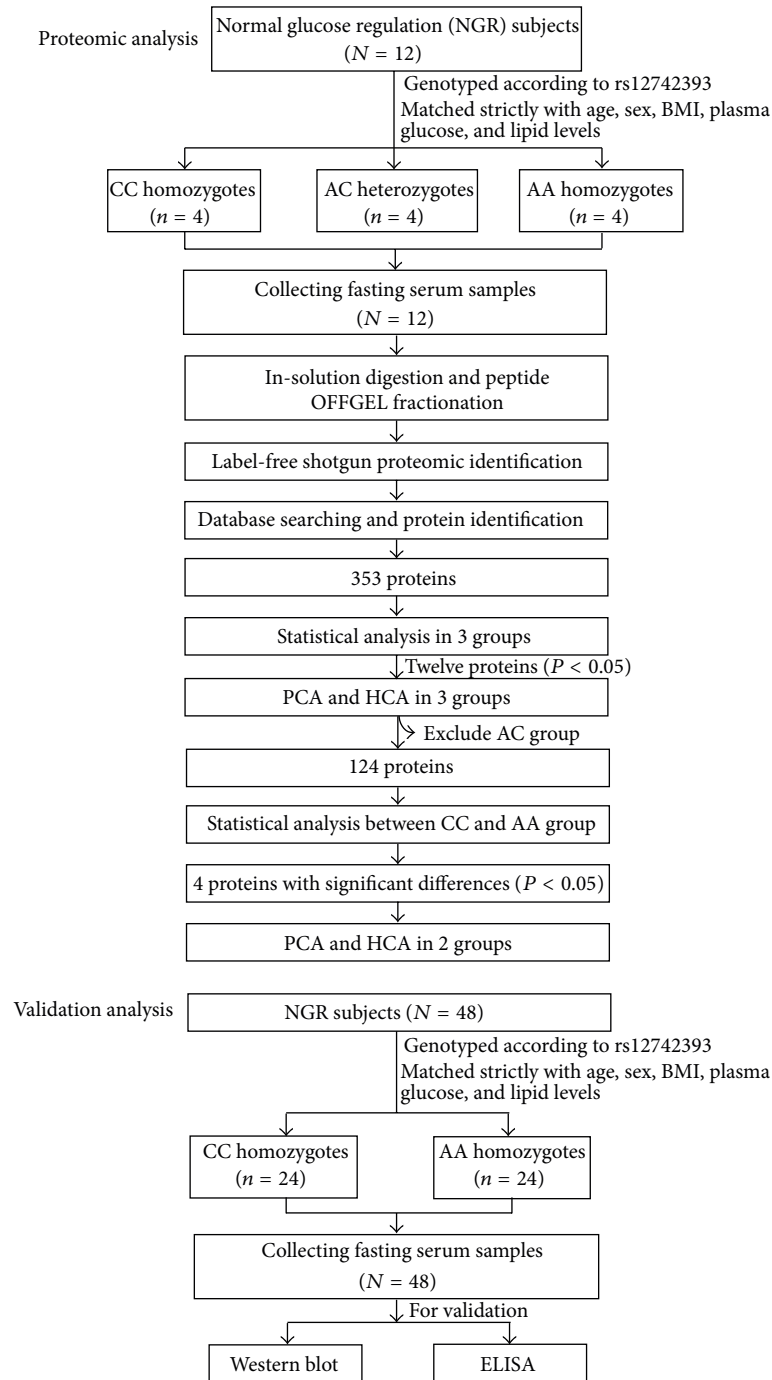 Proteomic analysis
Normal glucose regulation (NGR) subjects
(N = 12)
Genotyped according to rs12742393
Matched strictly with age, sex, BMI, plasma
glucose, and lipid levels
CC homozygotes
(n = 4)
AC heterozygotes
(n = 4)
AA homozygotes
(n = 4)
Collecting fasting serum samples
(N = 12)
In-solution digestion and peptide
OFFGEL fractionation
Label-free shotgun proteomic identification
Database searching and protein identification
353 proteins
Statistical analysis in 3 groups
Twelve proteins (P < 0.05)
PCA and HCA in 3 groups
Exclude AC group
124 proteins
Statistical analysis between CC and AA group
4 proteins with significant differences (P < 0.05)
PCA and HCA in 2 groups
Validation analysis
NGR subjects (N = 48)
Genotyped according to rs12742393
Matched strictly with age, sex, BMI, plasma
glucose, and lipid levels
CC homozygotes
(n = 24)
AA homozygotes
(n = 24)
Collecting fasting serum samples
(N = 48)
For validation
Western blot
ELISA